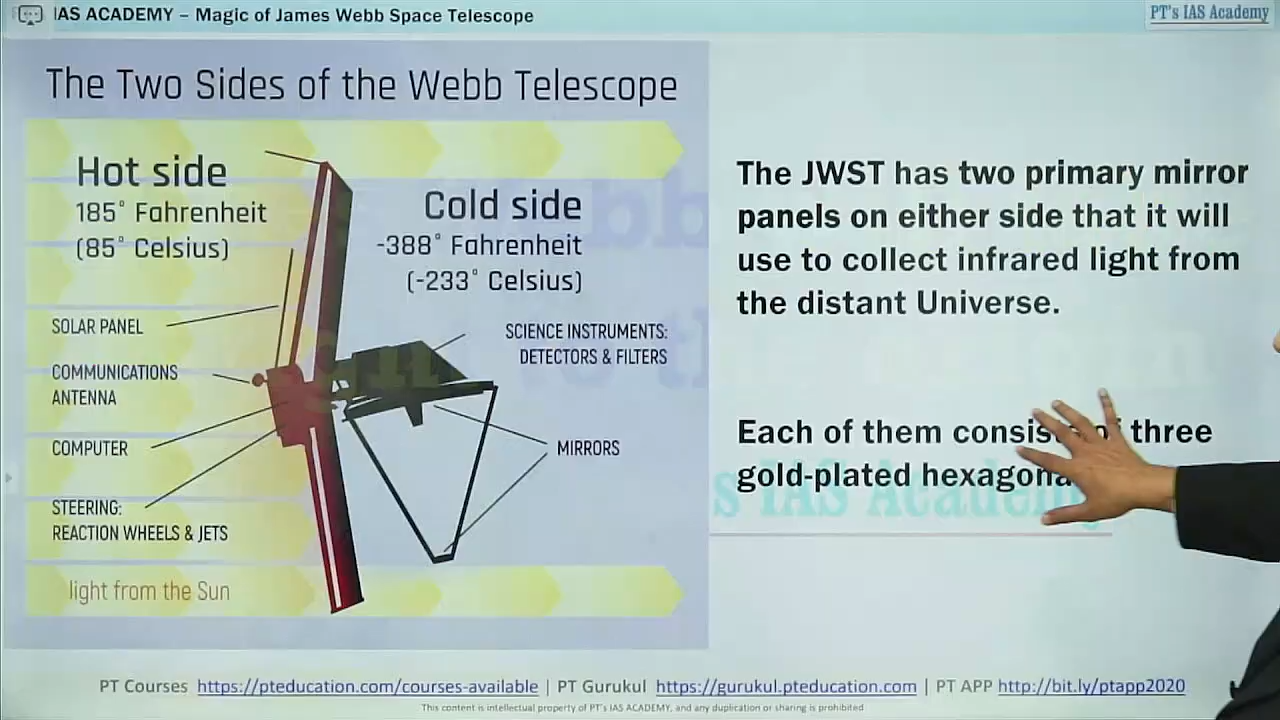 IAS ACADEMY – Magic of James Webb Space Telescope
PT's IAS Academy
The Two Sides of the Webb Telescope
Hot side
185° Fahrenheit
(85° Celsius)
Cold side
-388° Fahrenheit
(-233° Celsius)
SOLAR PANEL
COMMUNICATIONS
ANTENNA
COMPUTER
STEERING:
REACTION WHEELS & JETS
light from the Sun
SCIENCE INSTRUMENTS:
DETECTORS & FILTERS
MIRRORS
The JWST has two primary mirror
panels on either side that it will
use to collect infrared light from
the distant Universe.
Each of them consists of three
gold-plated
s IAS Academy
PT Courses https://pteducation.com/courses-available | PT Gurukul https://gurukul.pteducation.com | PT APP http://bit.ly/ptapp2020
This content is intellectual property of PT's IAS ACADEMY, and any duplication or sharing is prohibited